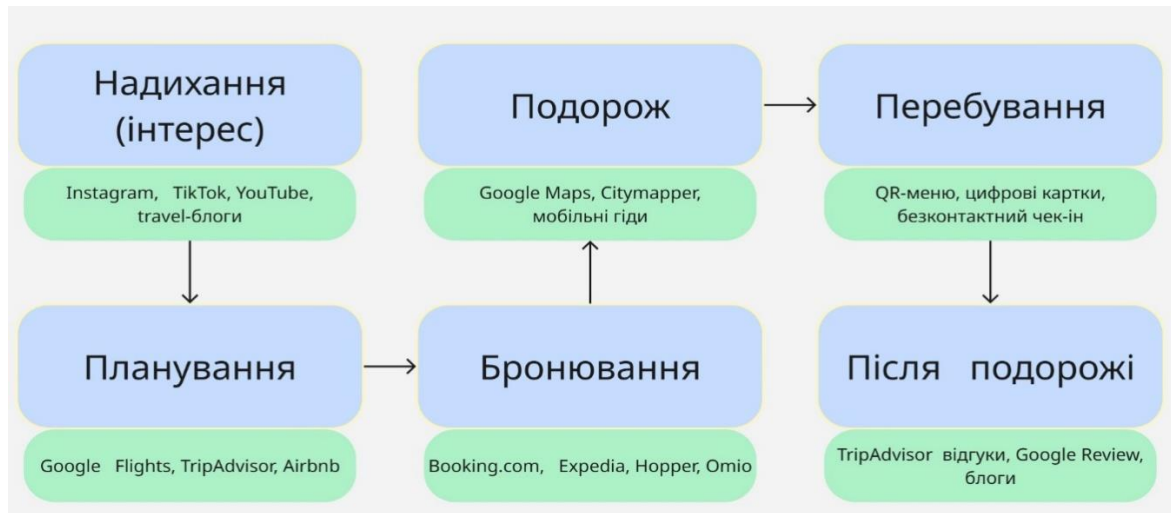 Надихання
(інтерес)
Instagram, TikTok, YouTube,
travel-блоги
Планування
Google Flights, TripAdvisor, Airbnb
Бронювання
Booking.com, Expedia, Hopper, Omio
Подорож
Google Maps, Citymapper,
мобільні гіди
Перебування
QR-меню, цифрові картки,
безконтактний чек-ін
Після подорожі
TripAdvisor відгуки, Google Review,
блоги